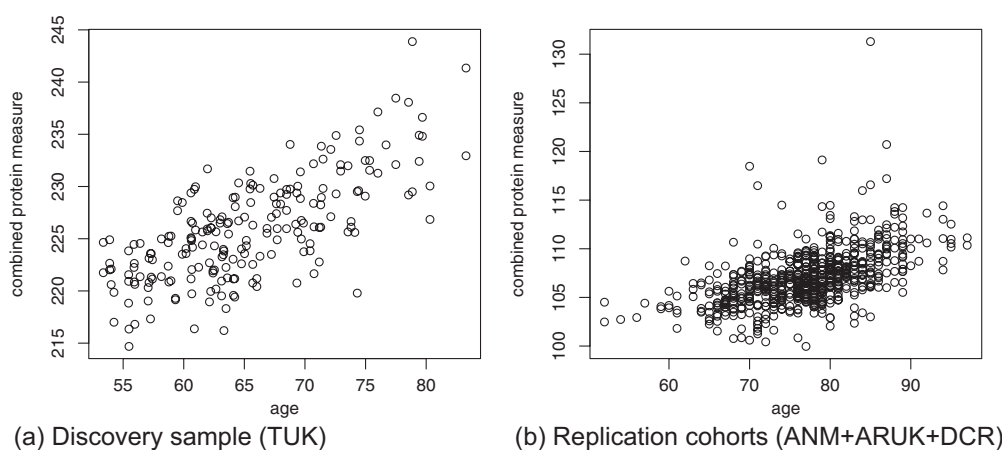 245
240
235
230
225
220
215
combined protein measure
55 60 65 70 75 80
age
(a) Discovery sample (TUK)
130
125
120
115
110
105
100
combined protein measure
60 70 80 90
age
(b) Replication cohorts (ANM+ARUK+DCR)